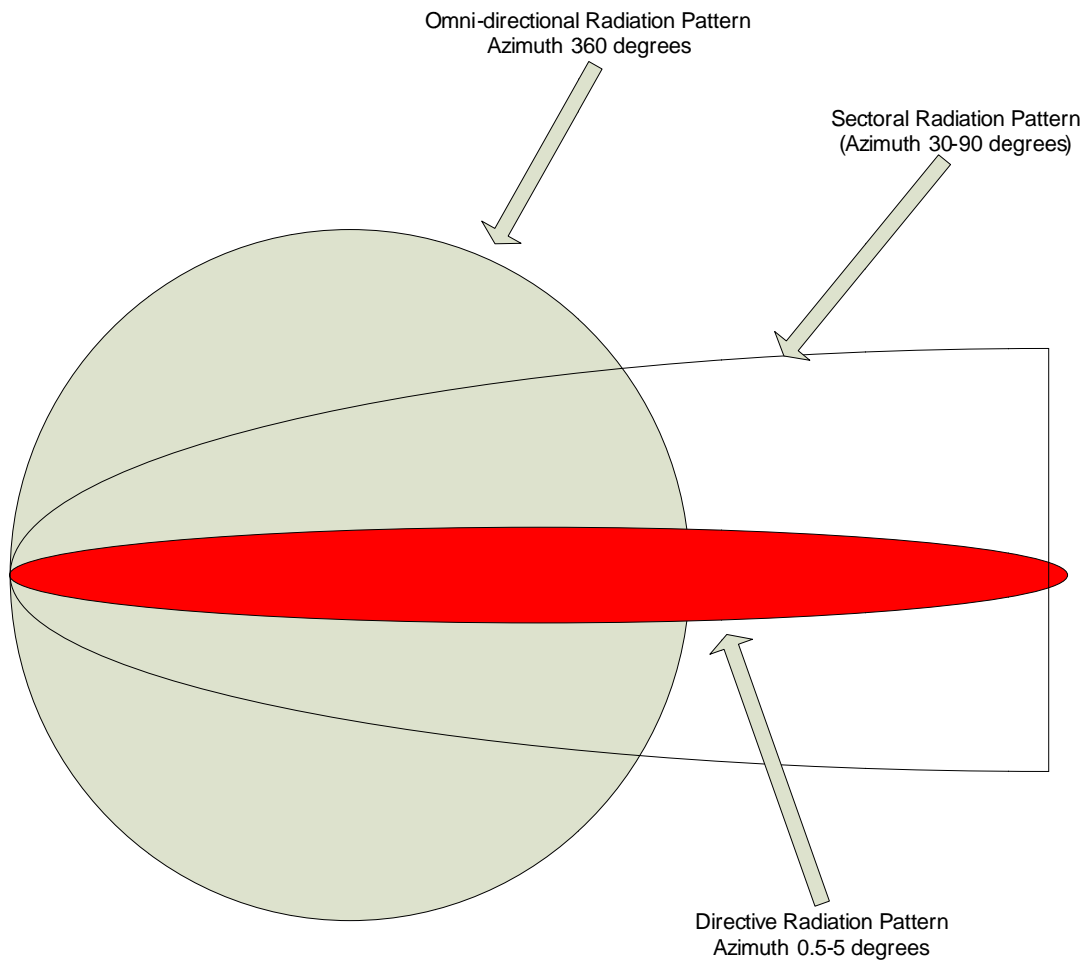 Omni-directional Radiation Pattern
Azimuth 360 degrees
Sectoral Radiation Pattern
(Azimuth 30-90 degrees)
Directive Radiation Pattern
Azimuth 0.5-5 degrees